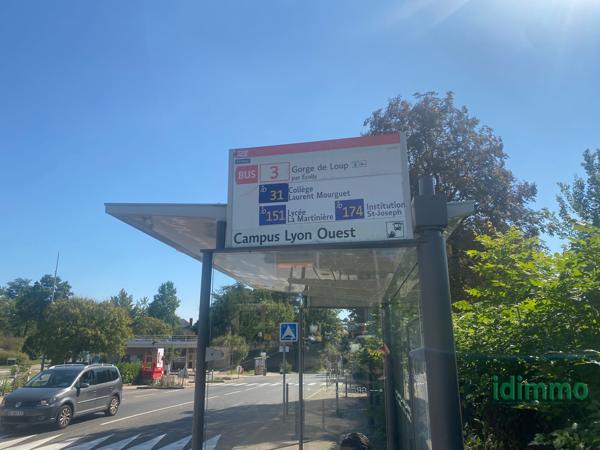 BUS 3 Gorge de Loup
par Écully
31 Collège
Laurent Mourguet
151 Lycée
La Martinière
174 Institution
St-Joseph
Campus Lyon Ouest
idimmo